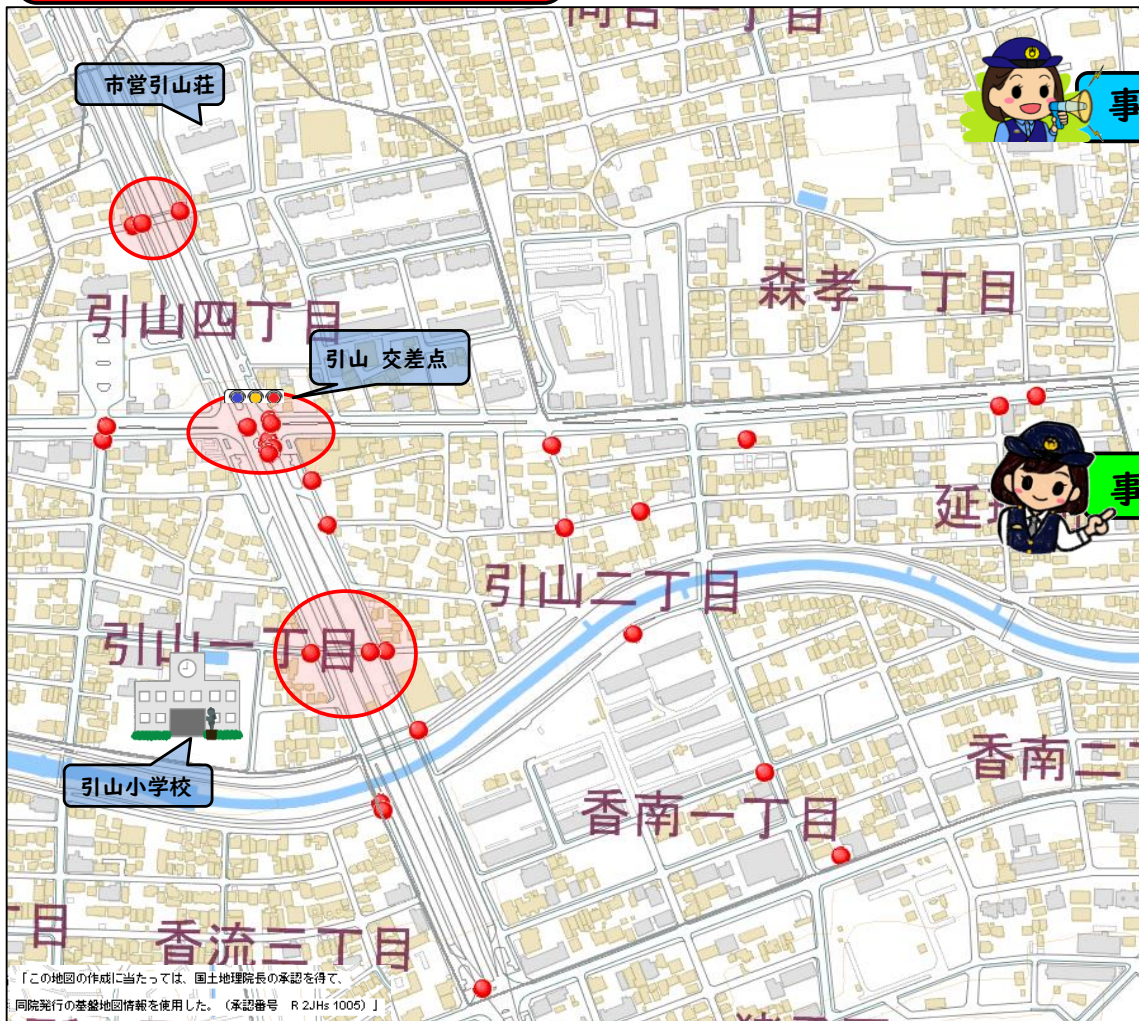 市営引山荘
事
森孝一丁目
引山四丁目
引山 交差点
事
引山二丁目
引山一丁目
引山小学校
香南一丁目
香流三丁目
丁目
「この地図の作成に当たっては、国土地理院長の承認を得て、
同院発行の基盤地図情報を使用した。（承認番号　R 2JHs 1005）」